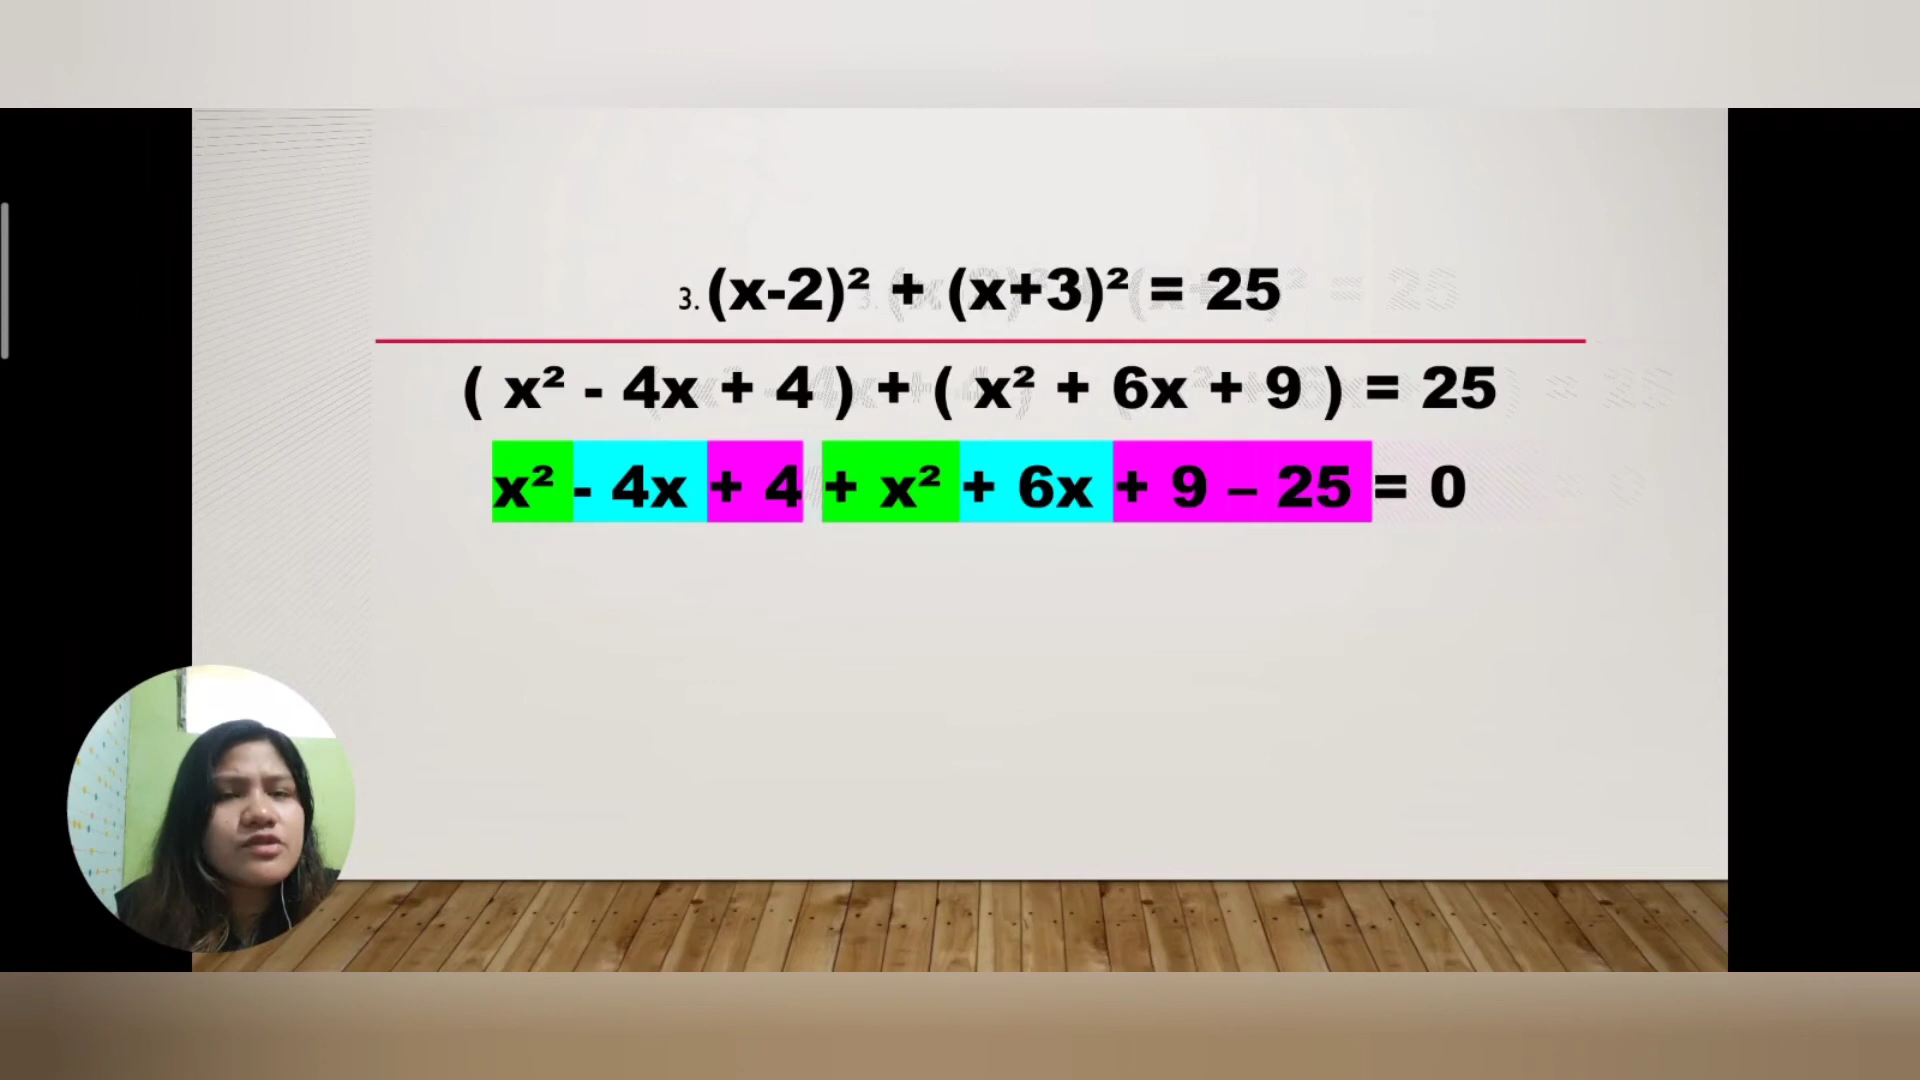 3. (x-2)² + (x+3)² = 25
( x² - 4x + 4 ) + ( x² + 6x + 9 ) = 25
x² - 4x + 4 + x² + 6x + 9 – 25 = 0